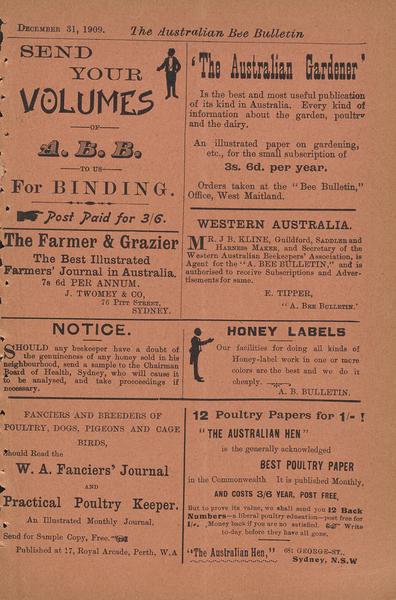 DECEMBER 31, 1909. The Australian Bee Bulletin
SEND
YOUR
VOLUMES
—OF—
A. B. B.
—TO US—
FOR BINDING.
Post Paid for 3/6.
'The Australian Gardener'
Is the best and most useful publication
of its kind in Australia. Every kind of
information about the garden, poultry
and the dairy.
An illustrated paper on gardening,
etc., for the small subscription of
3s. 6d. per year.
Orders taken at the "Bee Bulletin,"
Office, West Maitland.
The Farmer & Grazier
The Best Illustrated
Farmers' Journal in Australia.
7s 6d PER ANNUM.
J. TWOMEY & CO,
76 PITT STREET,
SYDNEY.
WESTERN AUSTRALIA.
MR. J B. KLINE, Guildford, SADDLER and
HARNESS MAKER, and Secretary of the
Western Australian Beekeepers' Association, is
Agent for the "A. BEE BULLETIN," and is
authorised to receive Subscriptions and Adver-
tisements for same.
E. TIPPER,
"A. BEE BULLETIN.'
NOTICE.
SHOULD any beekeeper have a doubt of
the genuineness of any honey sold in his
neighbourhood, send a sample to the Chairman
Board of Health, Sydney, who will cause it
to be analysed, and take proceedings if
necessary.
HONEY LABELS
Our facilities for doing all kinds of
Honey-label work in one or more
colors are the best and we do it
cheaply.
A. B. BULLETIN.
FANCIERS AND BREEDERS OF
POULTRY, DOGS, PIGEONS AND CAGE
BIRDS,
Should Read the
W. A. Fanciers' Journal
AND
Practical Poultry Keeper.
An Illustrated Monthly Journal.
Send for Sample Copy, Free.
Published at 17, Royal Arcade, Perth, W.A
12 Poultry Papers for 1/- !
"THE AUSTRALIAN HEN"
is the generally acknowledged
BEST POULTRY PAPER
in the Commonwealth It is published Monthly,
AND COSTS 3/6 YEAR, POST FREE,
But to prove its value, we shall send you 12 Back
Numbers—a liberal poultry education—post free for
1/-. Money back if you are not satisfied. Write
to-day before they have all gone.
"The Australian Hen," GEORGE-ST.,
Sydney, N.S.W